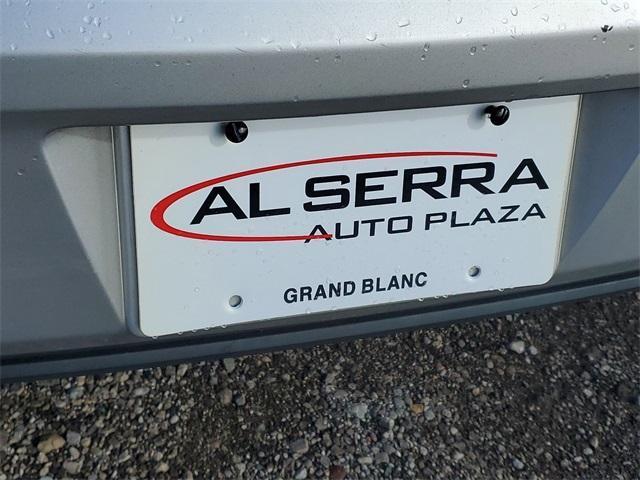 AL SERRA
AUTO PLAZA
GRAND BLANC